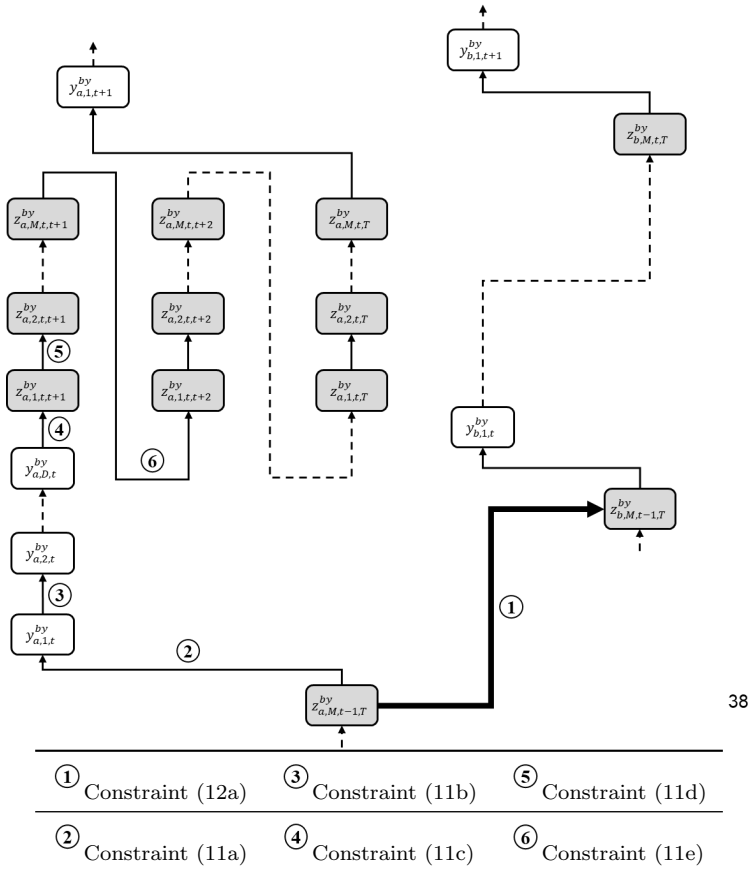 y^{by}_{b,1,t+1}
y^{by}_{a,1,t+1}
z^{by}_{b,M,t,T}
z^{by}_{a,M,t,t+1} z^{by}_{a,M,t,t+2} z^{by}_{a,M,t,T}
z^{by}_{a,2,t,t+1} z^{by}_{a,2,t,t+2} z^{by}_{a,2,t,T}
5
z^{by}_{a,1,t,t+1} z^{by}_{a,1,t,t+2} z^{by}_{a,1,t,T}
4
y^{by}_{b,1,t}
6
y^{by}_{a,D,t}
z^{by}_{b,M,t-1,T}
y^{by}_{a,2,t}
3
1
y^{by}_{a,1,t}
2
z^{by}_{a,M,t-1,T}
38
1 Constraint (12a) 3 Constraint (11b) 5 Constraint (11d)
2 Constraint (11a) 4 Constraint (11c) 6 Constraint (11e)